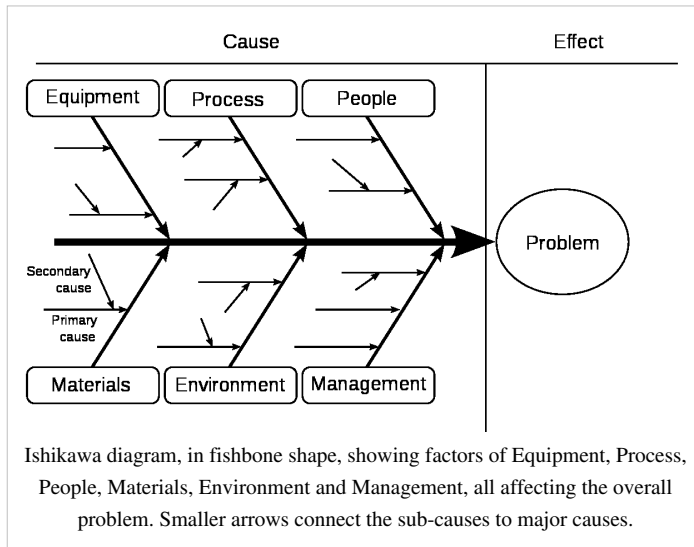 Cause Effect
Equipment Process People
Problem
Secondary
cause
Primary
cause
Materials Environment Management
Ishikawa diagram, in fishbone shape, showing factors of Equipment, Process,
People, Materials, Environment and Management, all affecting the overall
problem. Smaller arrows connect the sub-causes to major causes.